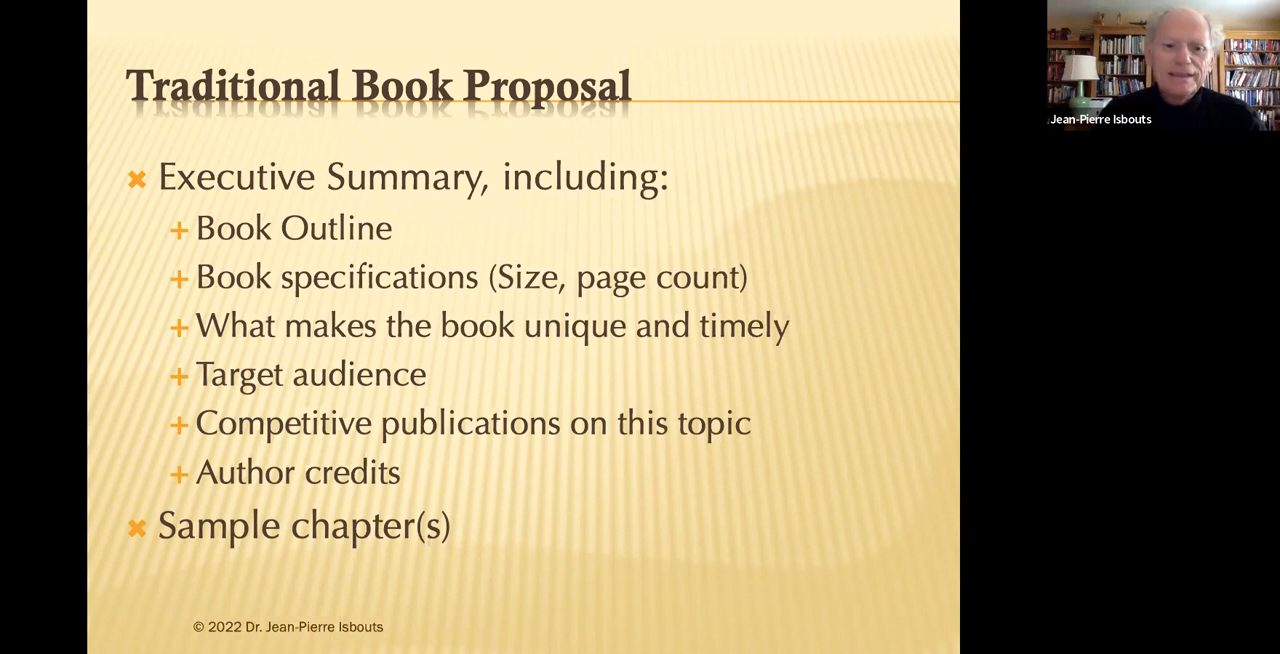 Traditional Book Proposal
Executive Summary, including:
Book Outline
Book specifications (Size, page count)
What makes the book unique and timely
Target audience
Competitive publications on this topic
Author credits
Sample chapter(s)
© 2022 Dr. Jean-Pierre Isbouts
Jean-Pierre Isbouts